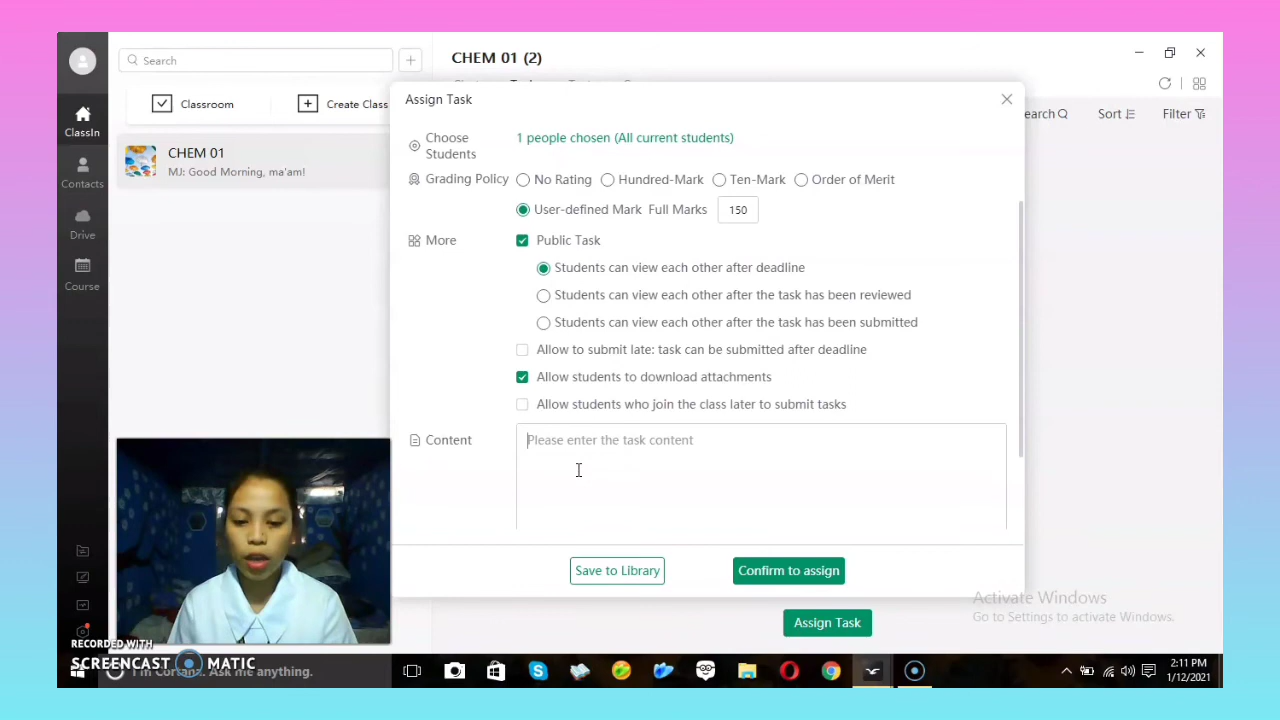 Search
CHEM 01 (2)
Classroom
Create Class
Assign Task
earch
Sort
Filter
ClassIn
CHEM 01
MJ: Good Morning, ma'am!
Choose Students
1 people chosen (All current students)
Contacts
Grading Policy
No Rating
Hundred-Mark
Ten-Mark
Order of Merit
User-defined Mark Full Marks 150
Drive
More
Public Task
Students can view each other after deadline
Course
Students can view each other after the task has been reviewed
Students can view each other after the task has been submitted
Allow to submit late: task can be submitted after deadline
Allow students to download attachments
Allow students who join the class later to submit tasks
Content
Please enter the task content
Save to Library
Confirm to assign
Activate Windows
Go to Settings to activate Windows.
Assign Task
RECORDED WITH
SCREENCAST MATIC
I'm Cortana. Ask me anything.
2:11 PM
1/12/2021